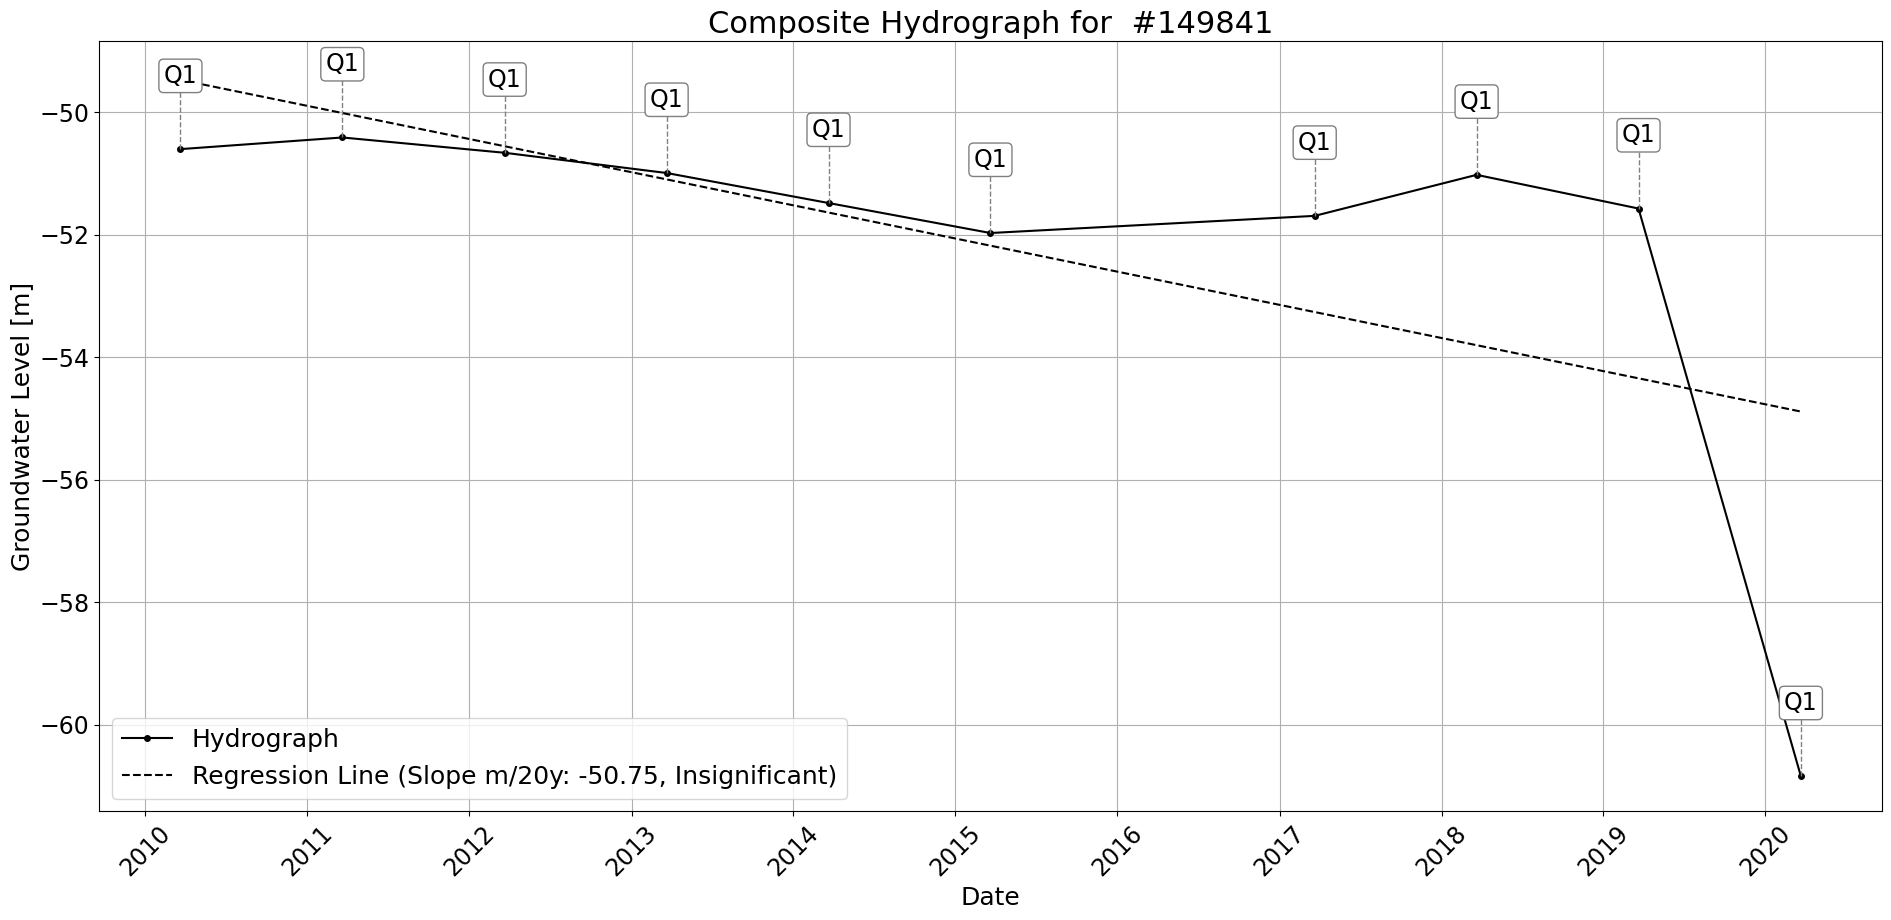 Composite Hydrograph for  #149841
Q1
Q1
Q1
Q1
Q1
Q1
Q1
Q1
Q1
Q1
−50
−52
−54
−56
−58
−60
Groundwater Level [m]
Hydrograph
Regression Line (Slope m/20y: -50.75, Insignificant)
2010
2011
2012
2013
2014
2015
2016
2017
2018
2019
2020
Date